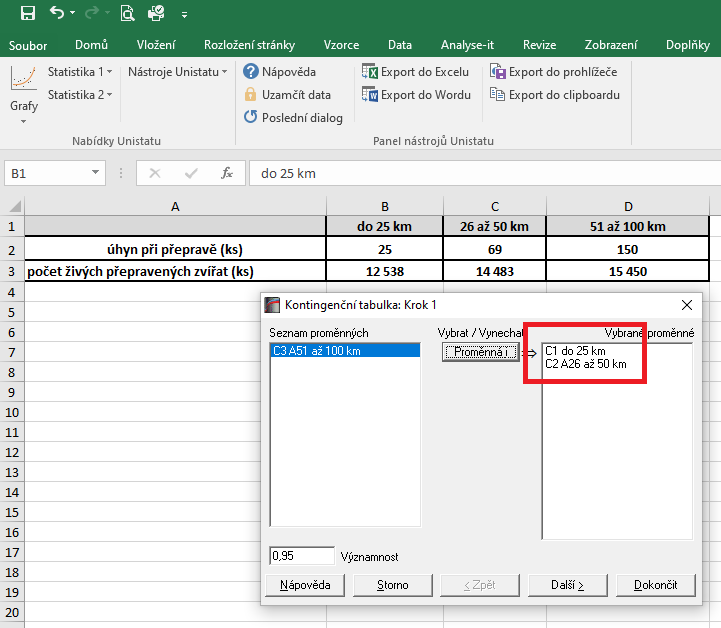 Soubor Domů Vložení Rozložení stránky Vzorce Data Analyse-it Revize Zobrazení Doplňky
Statistika 1 Nástroje Unistatu Nápověda Export do Excelu Export do prohlížeče
Grafy Statistika 2 Uzamčít data Export do Wordu Export do clipboardu
Poslední dialog
Nabídky Unistatu Panel nástrojů Unistatu
B1 fx do 25 km
A B C D
1 do 25 km 26 až 50 km 51 až 100 km
2 úhyn při přepravě (ks) 25 69 150
3 počet živých přepravených zvířat (ks) 12 538 14 483 15 450
4
5
6
7
8
9
10
11
12
13
14
15
16
17
18
19
20
Kontingenční tabulka: Krok 1
Seznam proměnných Vybrat / Vynechat Vybrané proměnné
C3 A51 až 100 km Proměnná i C1 do 25 km
C2 A26 až 50 km
0,95 Významnost
Nápověda Storno < Zpět Další > Dokončit